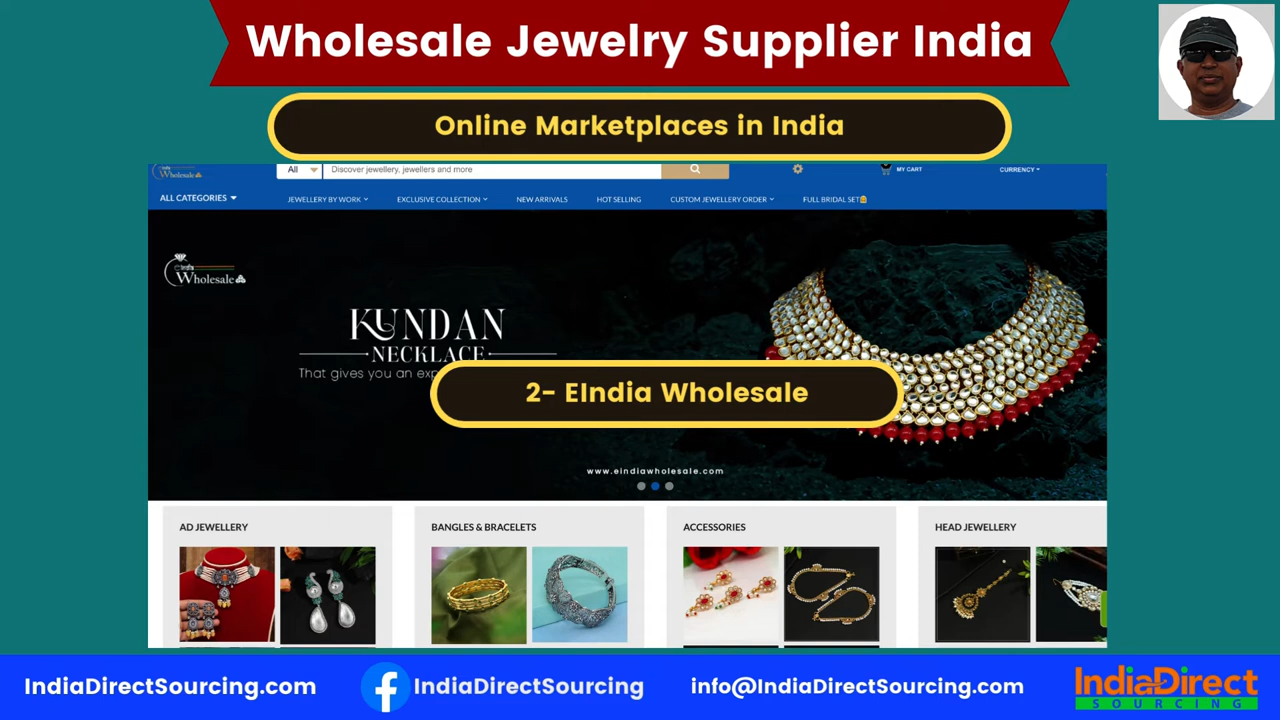 Wholesale Jewelry Supplier India
Online Marketplaces in India
Wholesale
All
Discover jewellery, jewellers and more
MY CART
CURRENCY
ALL CATEGORIES
JEWELLERY BY WORK
EXCLUSIVE COLLECTION
NEW ARRIVALS
HOT SELLING
CUSTOM JEWELLERY ORDER
FULL BRIDAL SET
India
Wholesale
KUNDAN
NECKLACE
That gives you an exp
2- EIndia Wholesale
www.eindiawholesale.com
AD JEWELLERY
BANGLES & BRACELETS
ACCESSORIES
HEAD JEWELLERY
IndiaDirectSourcing.com
f IndiaDirectSourcing
info@IndiaDirectSourcing.com
IndiaDirect
SOURCING